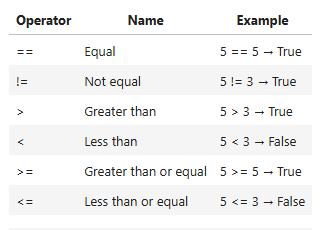 Operator Name Example
== Equal 5 == 5 → True
!= Not equal 5 != 3 → True
> Greater than 5 > 3 → True
< Less than 5 < 3 → False
>= Greater than or equal 5 >= 5 → True
<= Less than or equal 5 <= 3 → False